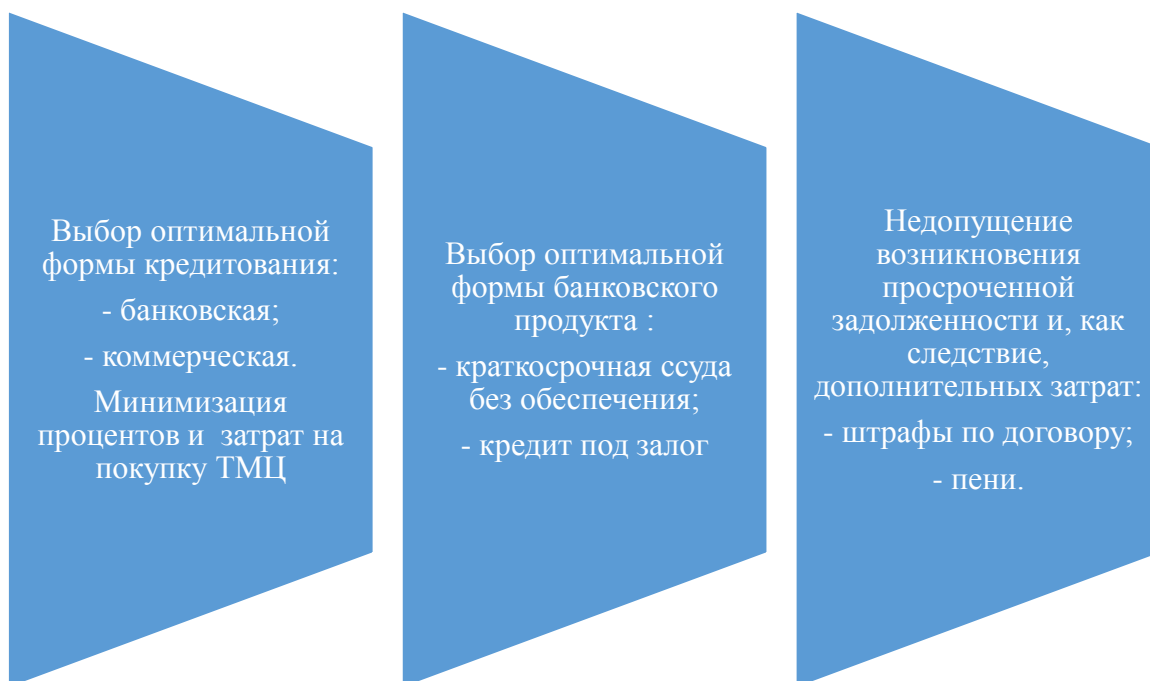 Выбор оптимальной
формы кредитования:
- банковская;
- коммерческая.
Минимизация
процентов и затрат на
покупку ТМЦ
Выбор оптимальной
формы банковского
продукта :
- краткосрочная ссуда
без обеспечения;
- кредит под залог
Недопущение
возникновения
просроченной
задолженности и, как
следствие,
дополнительных затрат:
- штрафы по договору;
- пени.